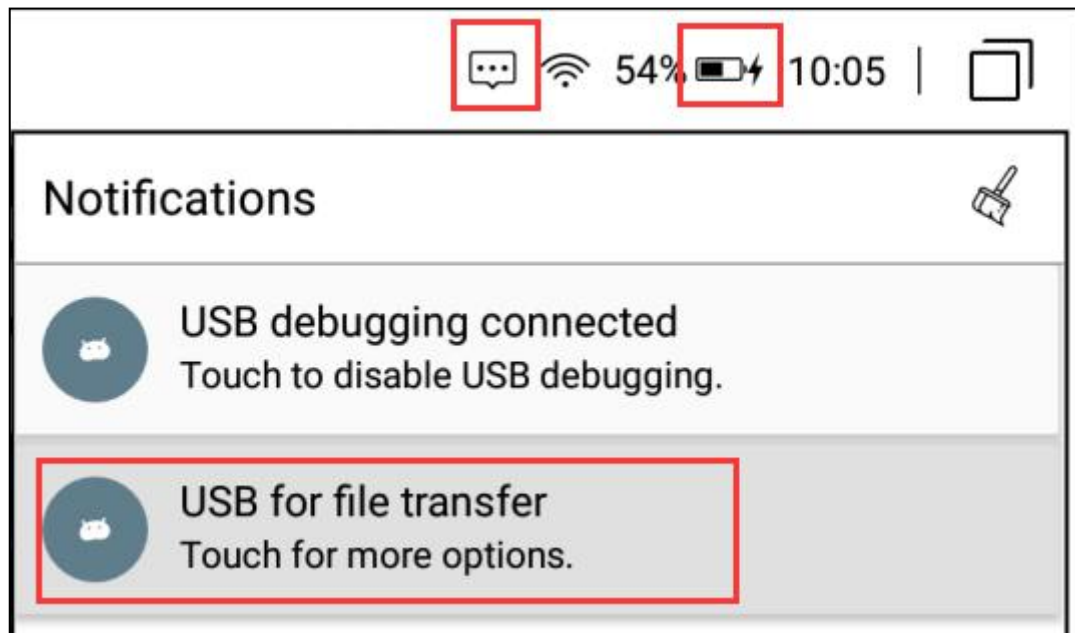 54% 10:05
Notifications
USB debugging connected
Touch to disable USB debugging.
USB for file transfer
Touch for more options.